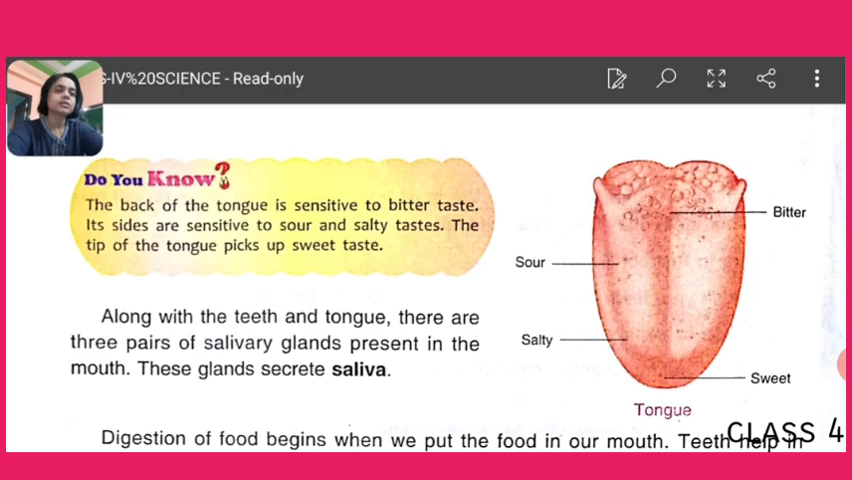 S-IV%20SCIENCE - Read-only
Do You Know?
The back of the tongue is sensitive to bitter taste.
Its sides are sensitive to sour and salty tastes. The
tip of the tongue picks up sweet taste.
Bitter
Sour
Salty
Sweet
Tongue
Along with the teeth and tongue, there are
three pairs of salivary glands present in the
mouth. These glands secrete saliva.
Digestion of food begins when we put the food in our mouth. Teeth help in
CLASS 4